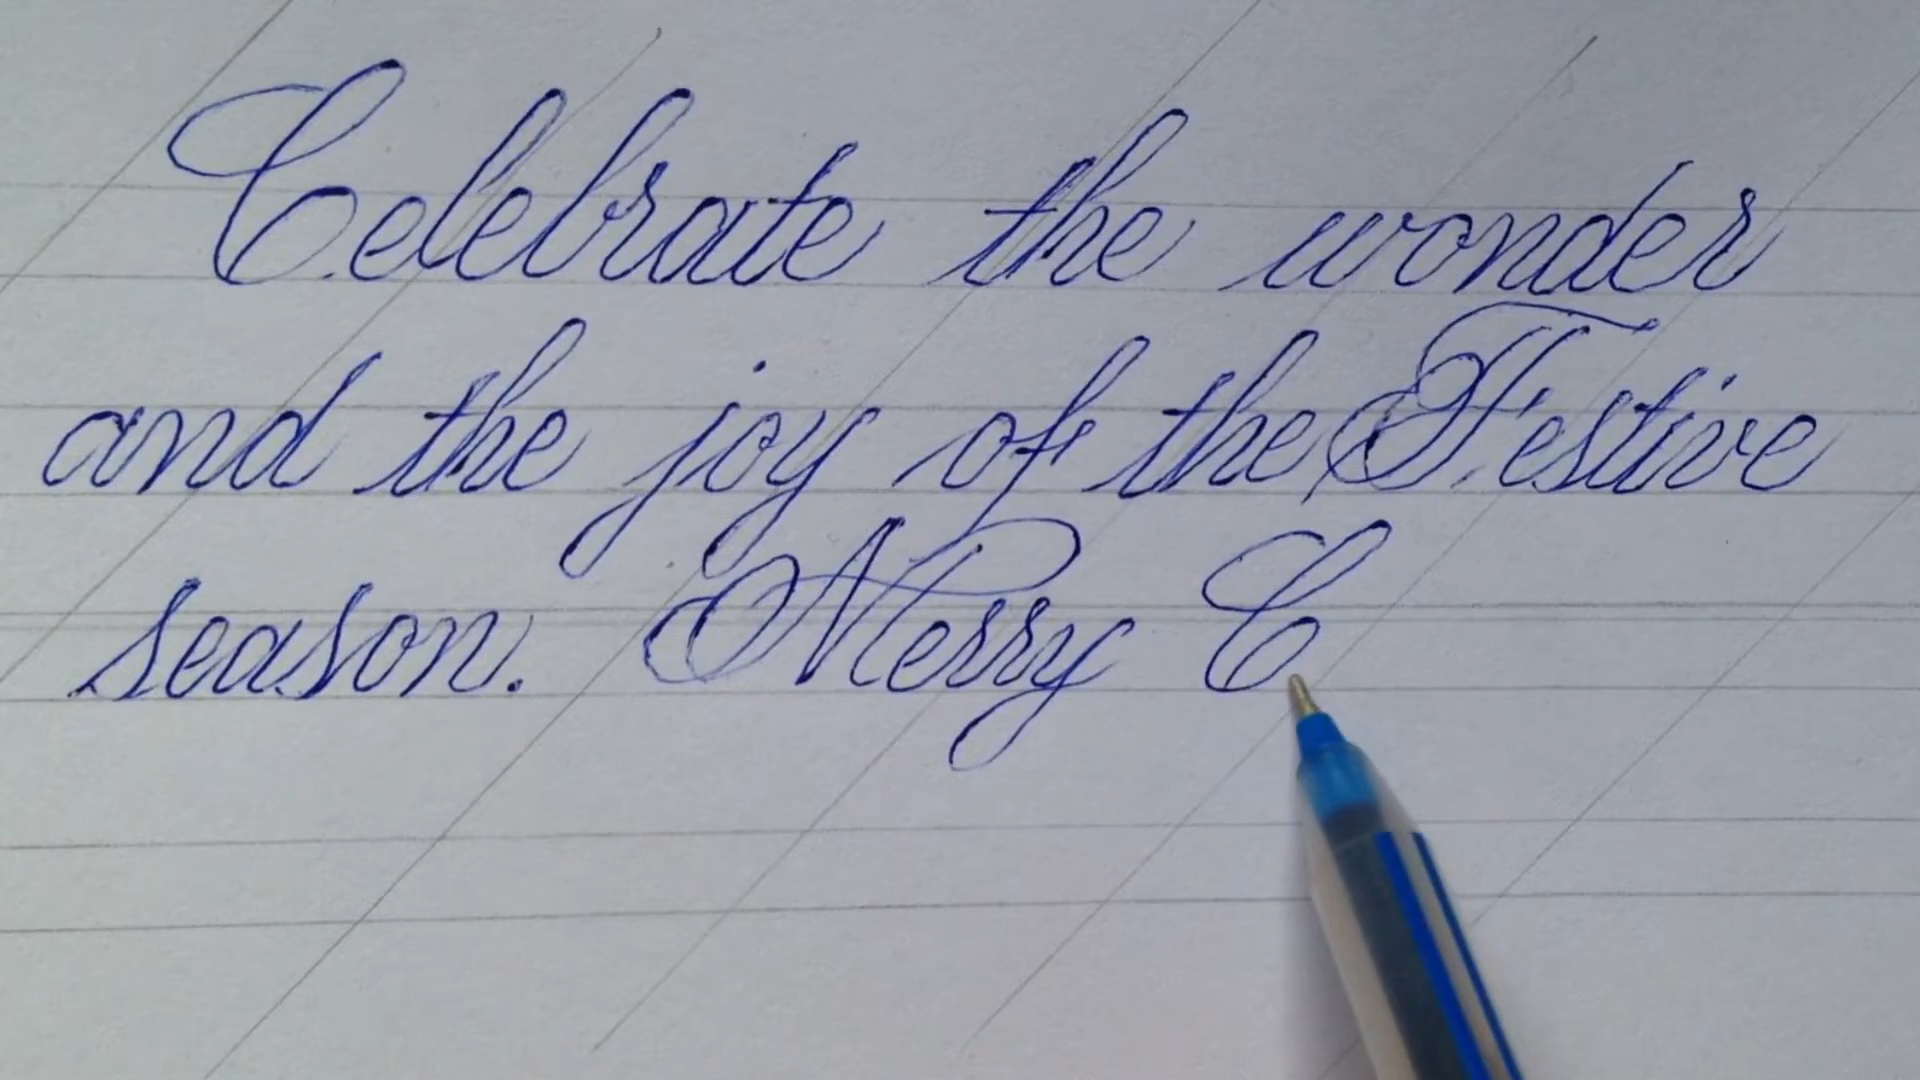 Celebrate the wonder
and the joy of the Festive
season. Merry C